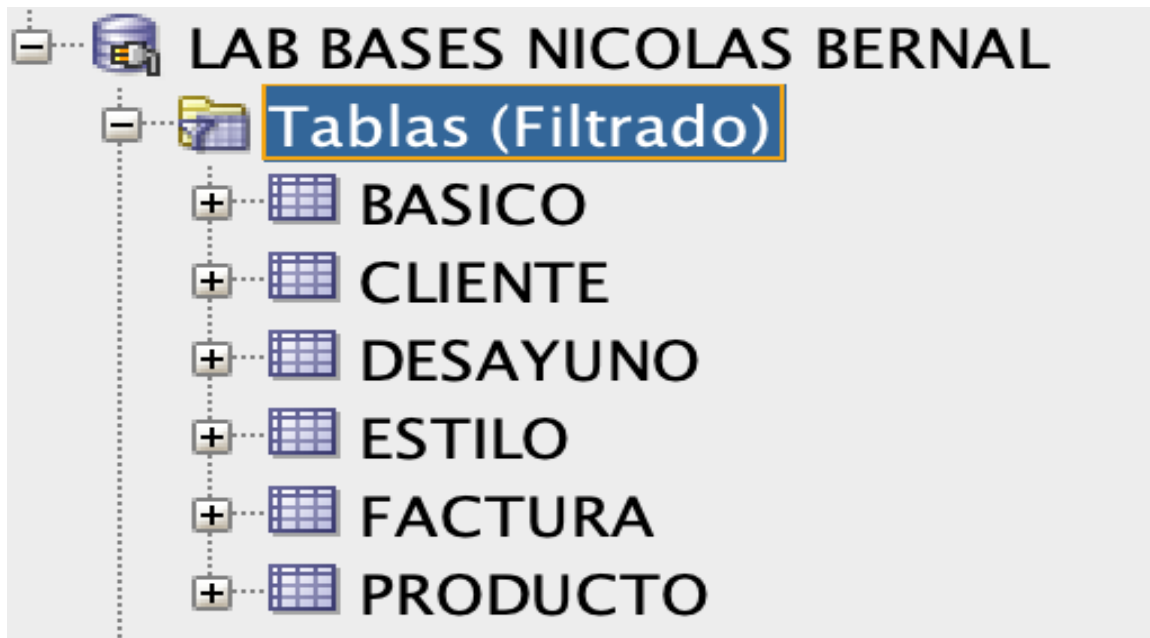 LAB BASES NICOLAS BERNAL
Tablas (Filtrado)
BASICO
CLIENTE
DESAYUNO
ESTILO
FACTURA
PRODUCTO